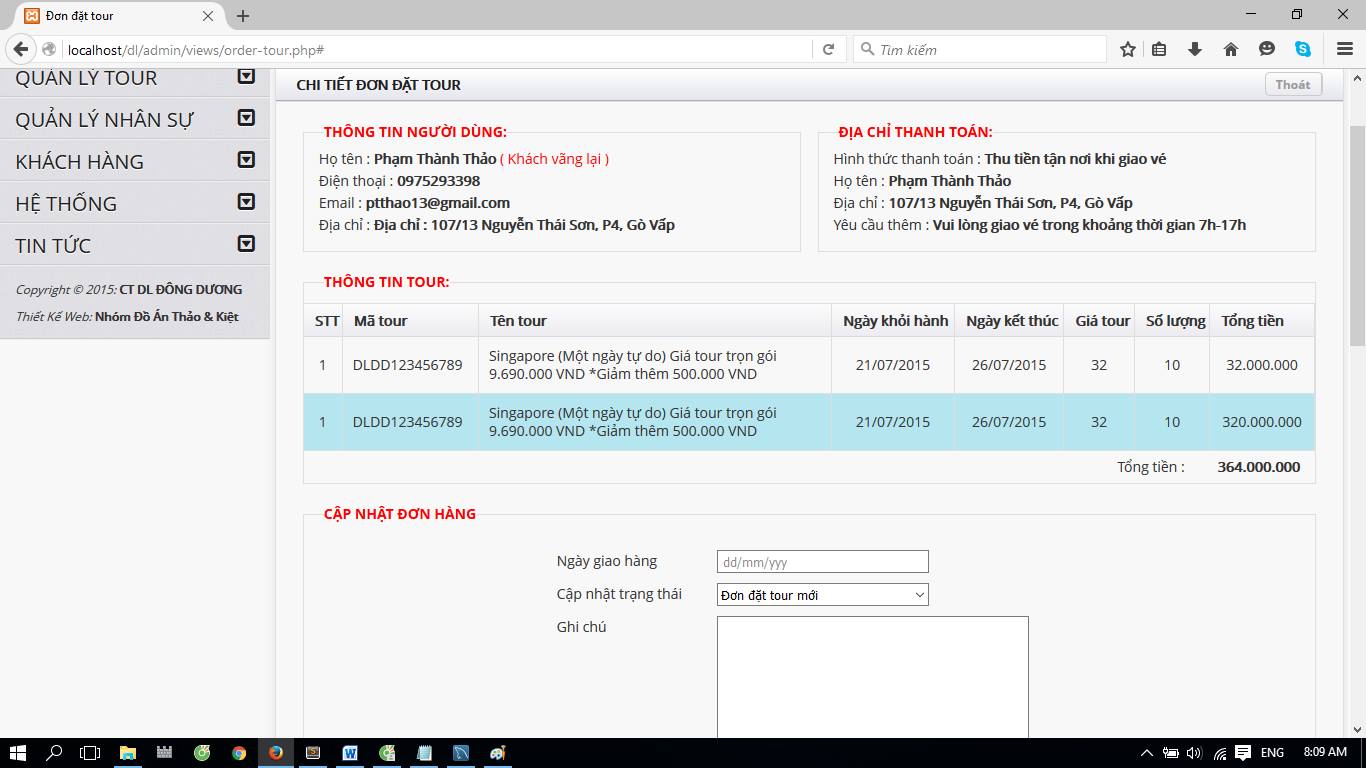 Đơn đặt tour
localhost/dl/admin/views/order-tour.php#
Tìm kiếm
QUẢN LÝ TOUR
QUẢN LÝ NHÂN SỰ
KHÁCH HÀNG
HỆ THỐNG
TIN TỨC
Copyright © 2015: CT DL ĐÔNG DƯƠNG
Thiết Kế Web: Nhóm Đồ Án Thảo & Kiệt
CHI TIẾT ĐƠN ĐẶT TOUR
Thoát
THÔNG TIN NGƯỜI DÙNG:
Họ tên : Phạm Thành Thảo ( Khách vãng lại )
Điện thoại : 0975293398
Email : ptthao13@gmail.com
Địa chỉ : Địa chỉ : 107/13 Nguyễn Thái Sơn, P4, Gò Vấp
ĐỊA CHỈ THANH TOÁN:
Hình thức thanh toán : Thu tiền tận nơi khi giao vé
Họ tên : Phạm Thành Thảo
Địa chỉ : 107/13 Nguyễn Thái Sơn, P4, Gò Vấp
Yêu cầu thêm : Vui lòng giao vé trong khoảng thời gian 7h-17h
THÔNG TIN TOUR:
STT Mã tour Tên tour Ngày khỏi hành Ngày kết thúc Giá tour Số lượng Tổng tiền
1 DLDD123456789 Singapore (Một ngày tự do) Giá tour trọn gói
9.690.000 VND *Giảm thêm 500.000 VND 21/07/2015 26/07/2015 32 10 32.000.000
1 DLDD123456789 Singapore (Một ngày tự do) Giá tour trọn gói
9.690.000 VND *Giảm thêm 500.000 VND 21/07/2015 26/07/2015 32 10 320.000.000
Tổng tiền : 364.000.000
CẬP NHẬT ĐƠN HÀNG
Ngày giao hàng dd/mm/yyy
Cập nhật trạng thái Đơn đặt tour mới
Ghi chú
ENG 8:09 AM